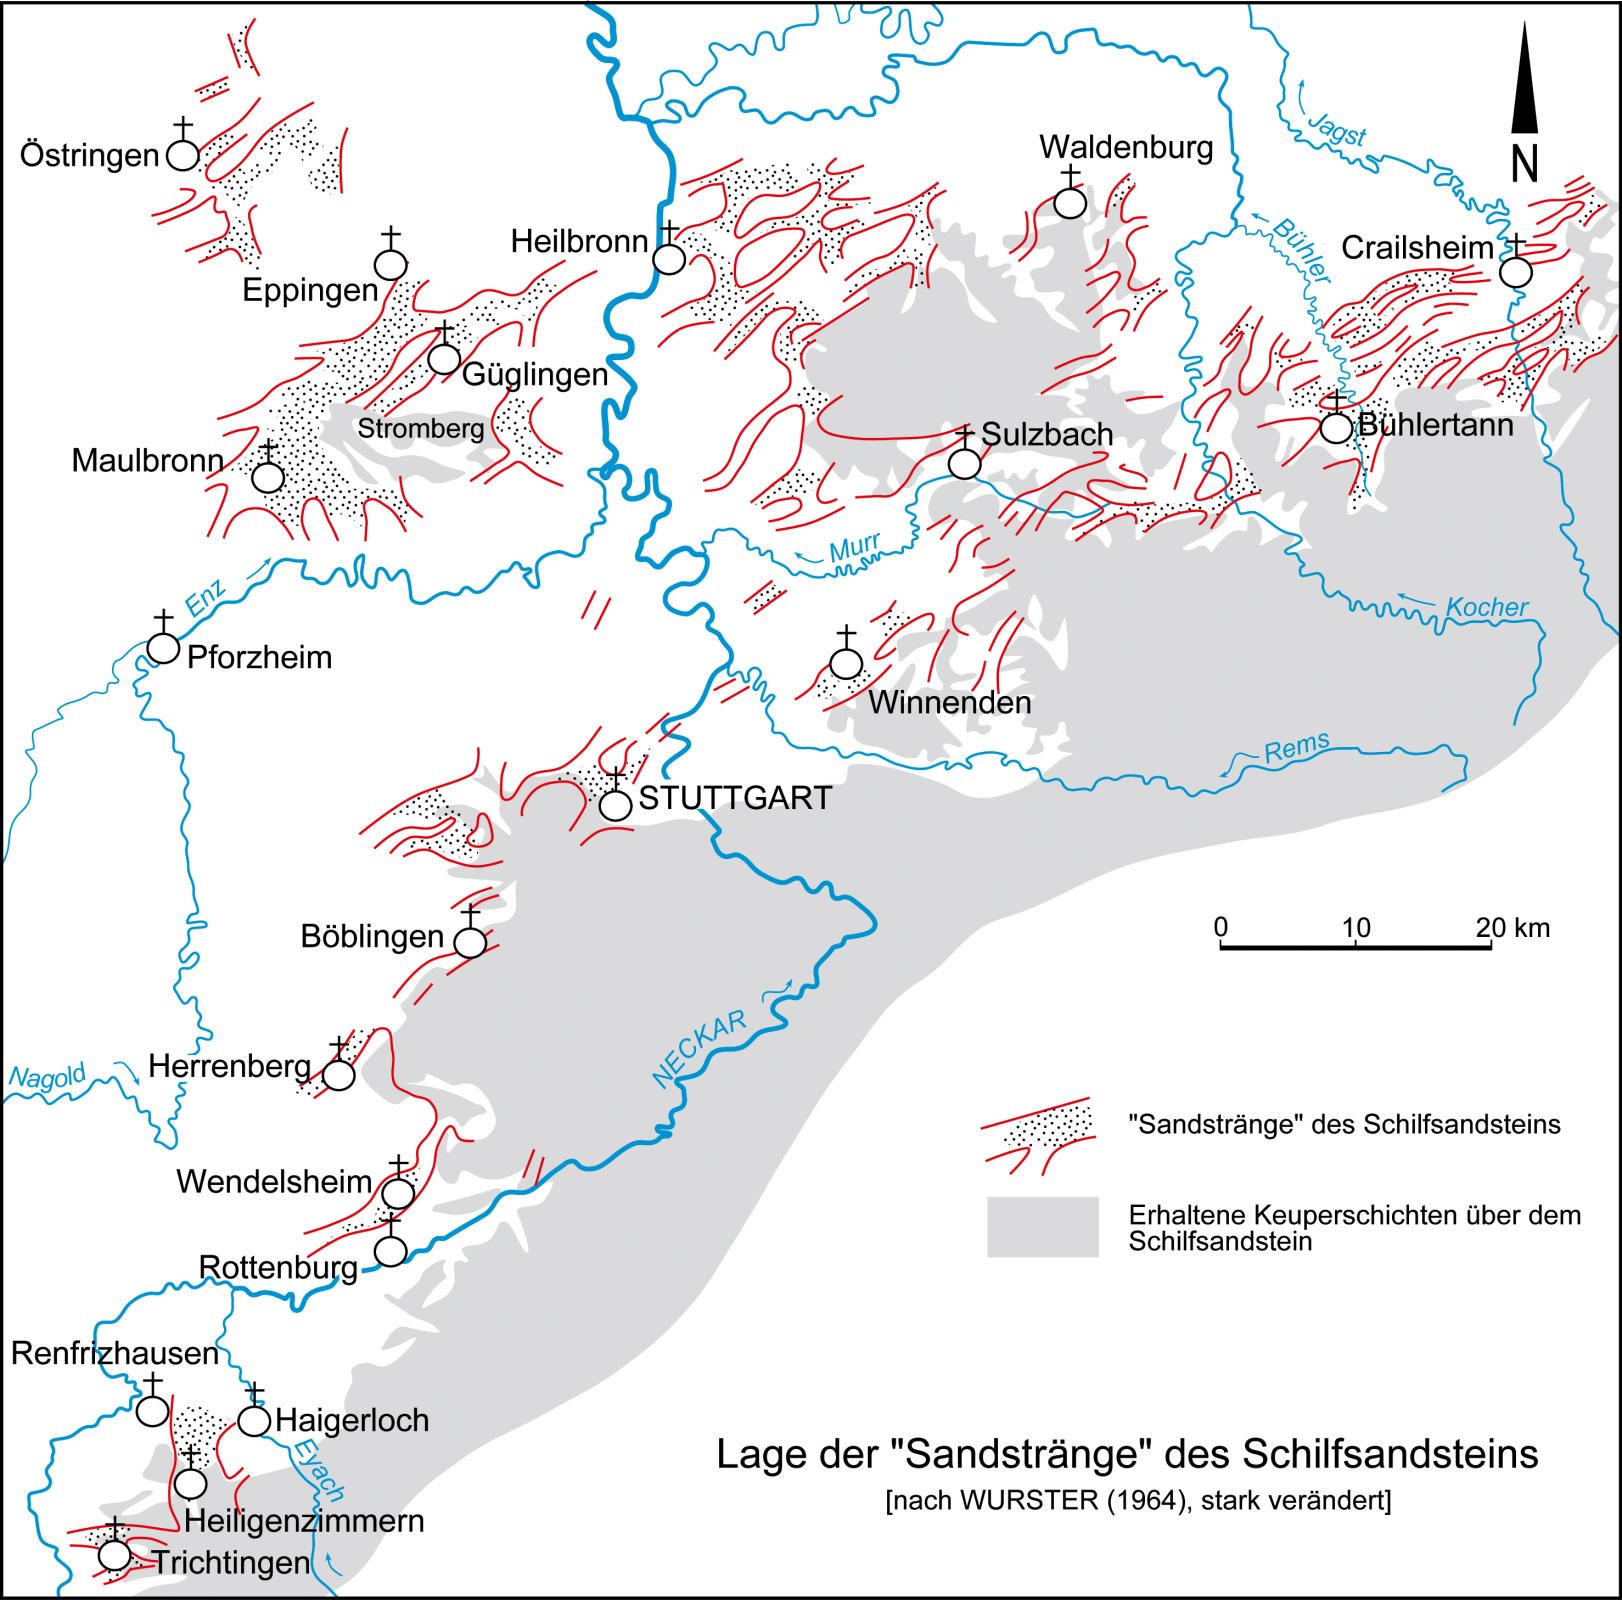 Östringen
Waldenburg
Jagst
N
Heilbronn
Bühler
Crailsheim
Eppingen
Güglingen
Stromberg
Sulzbach
Bühlertann
Maulbronn
Murr
Enz
Kocher
Pforzheim
Winnenden
Rems
STUTTGART
Böblingen
0 10 20 km
NECKAR
Herrenberg
Nagold
"Sandstränge" des Schilfsandsteins
Wendelsheim
Erhaltene Keuperschichten über dem
Schilfsandstein
Rottenburg
Renfrizhausen
Haigerloch
Eyach
Lage der "Sandstränge" des Schilfsandsteins
[nach WURSTER (1964), stark verändert]
Heiligenzimmern
Trichtingen